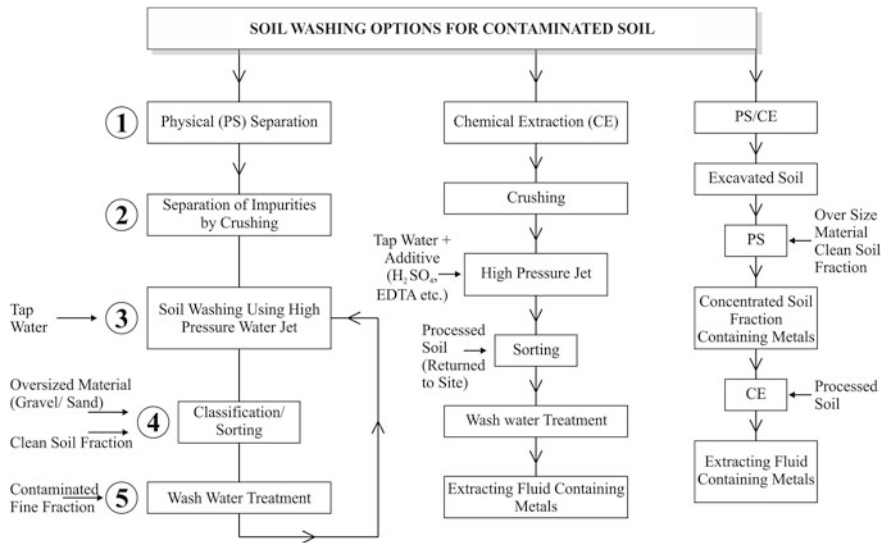 SOIL WASHING OPTIONS FOR CONTAMINATED SOIL
1
Physical (PS) Separation
2
Separation of Impurities
by Crushing
Tap
Water
3
Soil Washing Using High
Pressure Water Jet
Oversized Material
(Gravel/ Sand)
Clean Soil Fraction
4
Classification/
Sorting
Contaminated
Fine Fraction
5
Wash Water Treatment
Chemical Extraction (CE)
Crushing
Tap Water +
Additive
(H₂SO₄,
EDTA etc.)
High Pressure Jet
Processed
Soil
(Returned
to Site)
Sorting
Wash water Treatment
Extracting Fluid Containing
Metals
PS/CE
Excavated Soil
PS
Over Size
Material
Clean Soil
Fraction
Concentrated Soil
Fraction
Containing Metals
CE
Processed
Soil
Extracting Fluid
Containing Metals